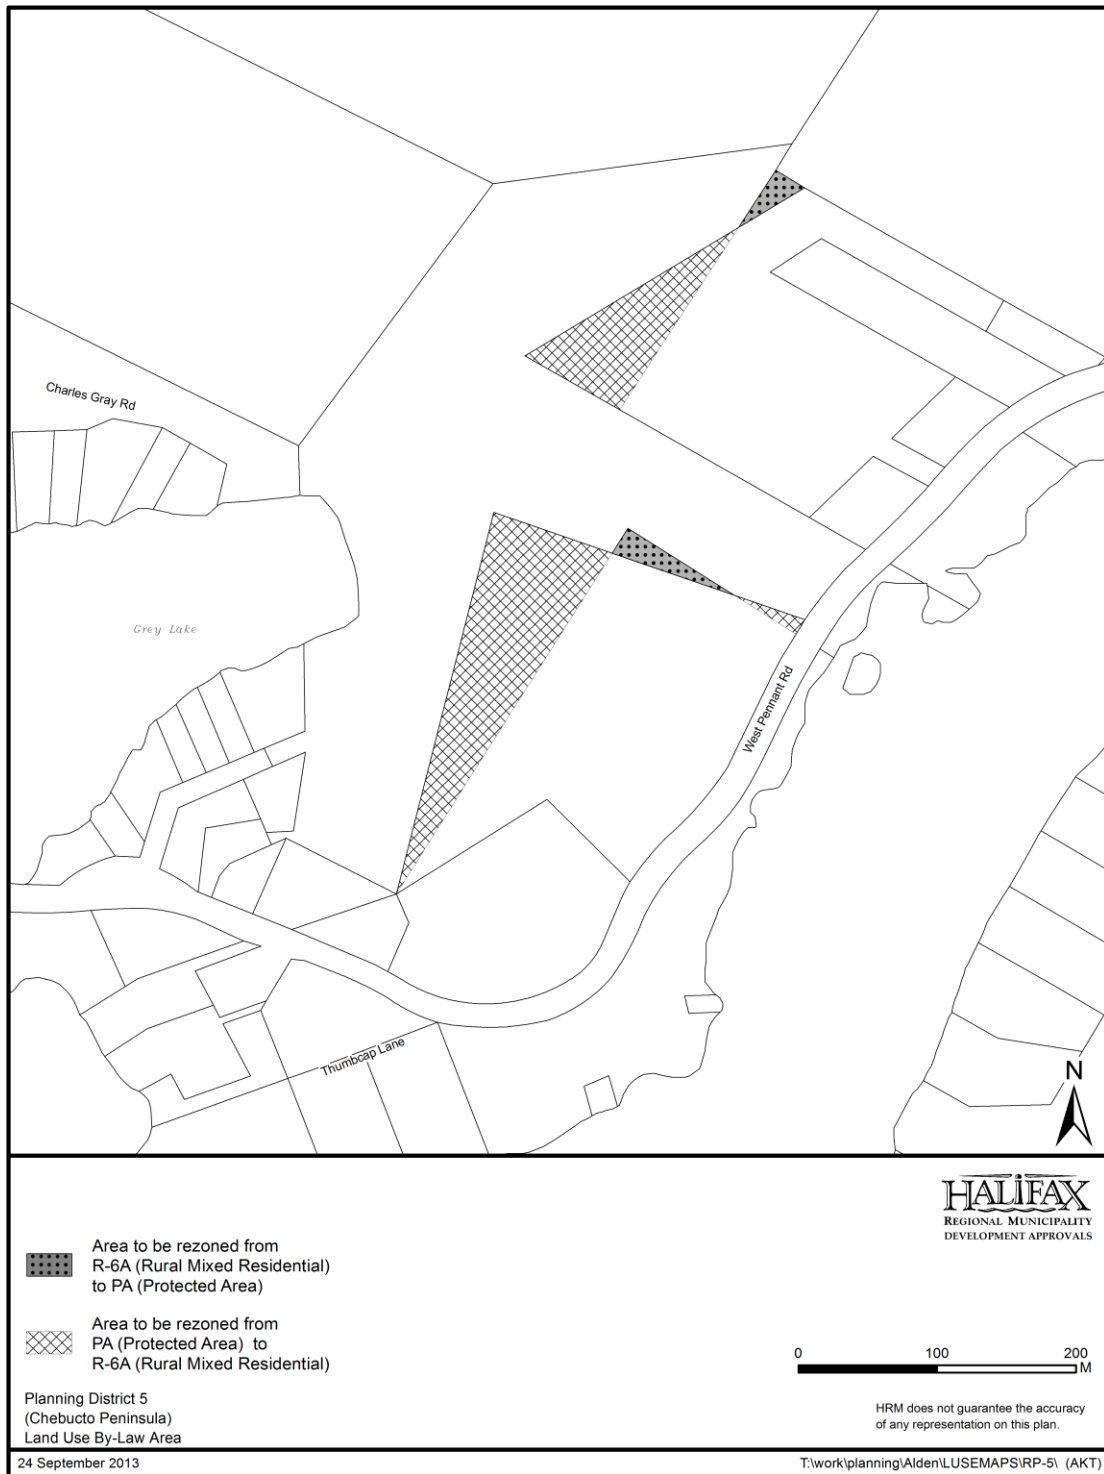 Charles Gray Rd
Grey Lake
West Pennant Rd
Thumbcap Lane
N
HALIFAX
REGIONAL MUNICIPALITY
DEVELOPMENT APPROVALS
Area to be rezoned from
R-6A (Rural Mixed Residential)
to PA (Protected Area)
Area to be rezoned from
PA (Protected Area) to
R-6A (Rural Mixed Residential)
0 100 200
M
Planning District 5
(Chebucto Peninsula)
Land Use By-Law Area
HRM does not guarantee the accuracy
of any representation on this plan.
24 September 2013
T:\work\planning\Alden\LUSEMAPS\RP-5\ (AKT)